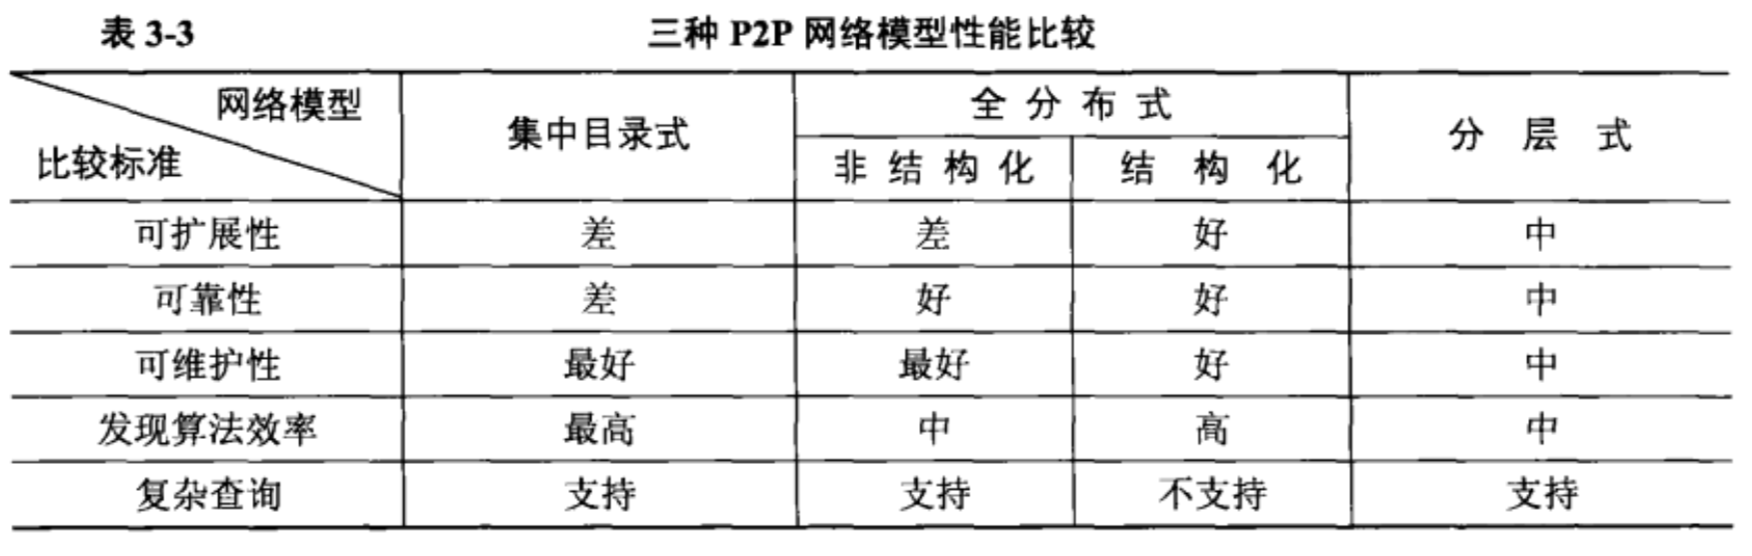 表 3-3 三种 P2P 网络模型性能比较
网络模型
比较标准
集中目录式
全分布式
分层式
非结构化
结构化
可扩展性 差 差 好 中
可靠性 差 好 好 中
可维护性 最好 最好 好 中
发现算法效率 最高 中 高 中
复杂查询 支持 支持 不支持 支持